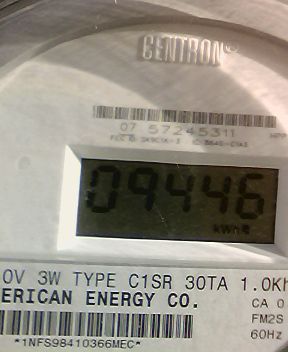 CENTRON®
07 57245311
09446
kWh
0V 3W TYPE C1SR 30TA 1.0Kh
ERICAN ENERGY CO.
CA 0
FM2S
60Hz
*1NFS98410366MEC*